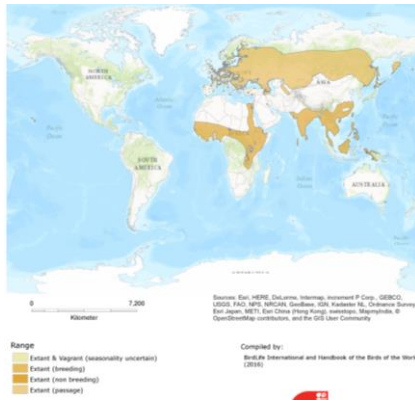 NORTH
AMERICA
ASIA
SOUTH
AMERICA
AUSTRALIA
0
7,200
Kilometer
Sources: Esri, HERE, DeLorme, Intermap, increment P Corp., GEBCO,
USGS, FAO, NPS, NRCAN, GeoBase, IGN, Kadaster NL, Ordnance Survey,
Esri Japan, METI, Esri China (Hong Kong), swisstopo, MapmyIndia, ©
OpenStreetMap contributors, and the GIS User Community
Range
Extant & Vagrant (seasonality uncertain)
Extant (breeding)
Extant (non breeding)
Extant (passage)
Compiled by:
BirdLife International and Handbook of the Birds of the World
(2016)